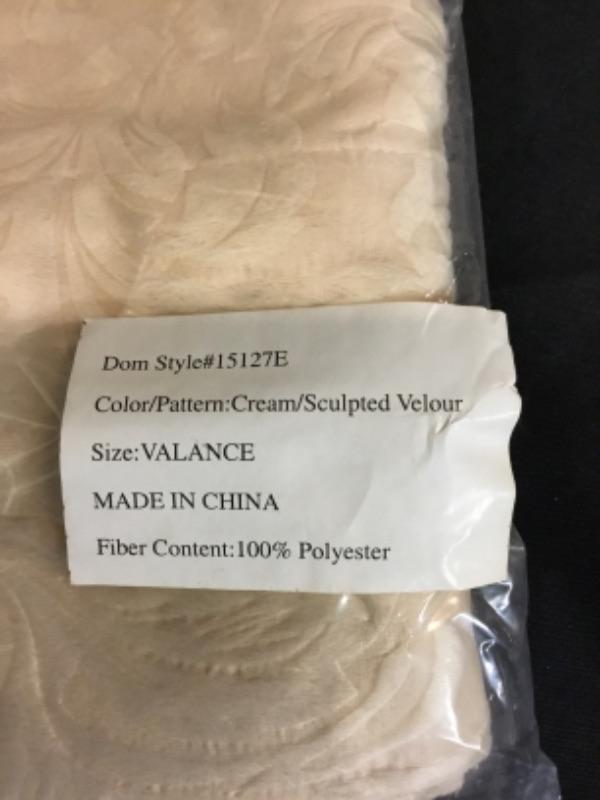 Dom Style#15127E
Color/Pattern:Cream/Sculpted Velour
Size:VALANCE
MADE IN CHINA
Fiber Content:100% Polyester